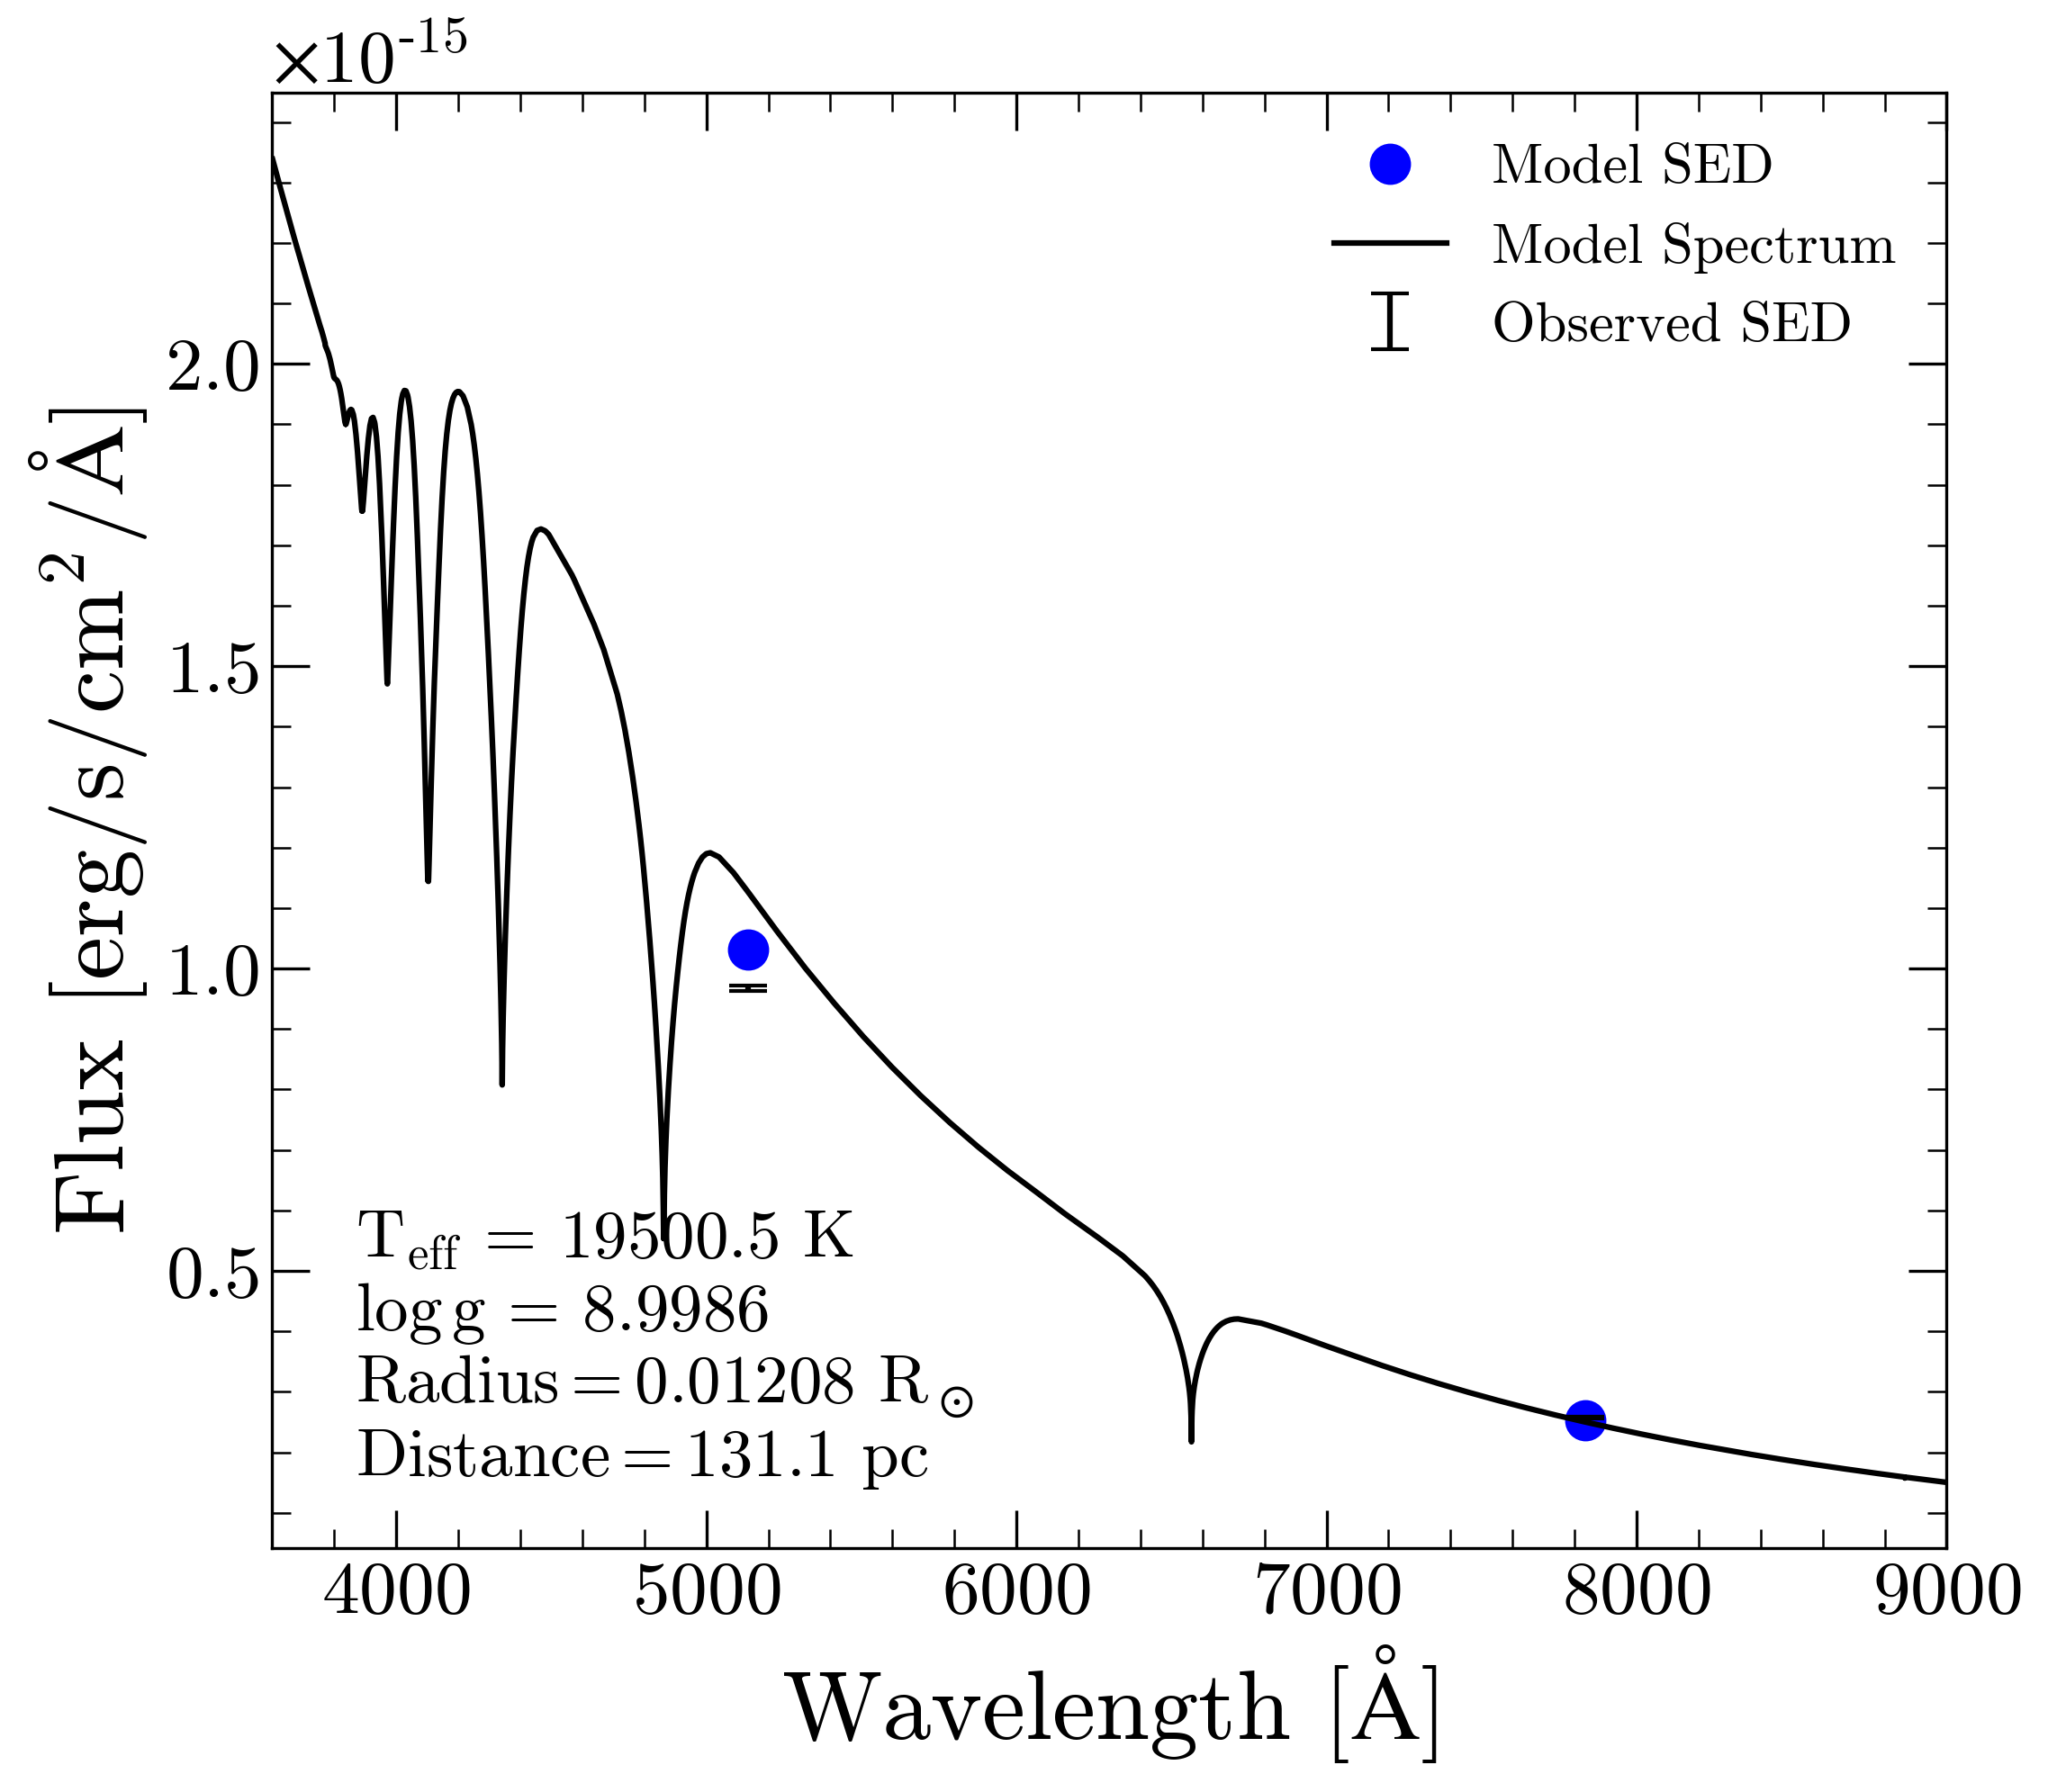 ×10-15
Model SED
Model Spectrum
Observed SED
2.0
1.5
1.0
0.5
Flux [erg/s/cm2/Å]
Teff = 19500.5 K
log g = 8.9986
Radius = 0.01208 R⊙
Distance = 131.1 pc
4000 5000 6000 7000 8000 9000
Wavelength [Å]